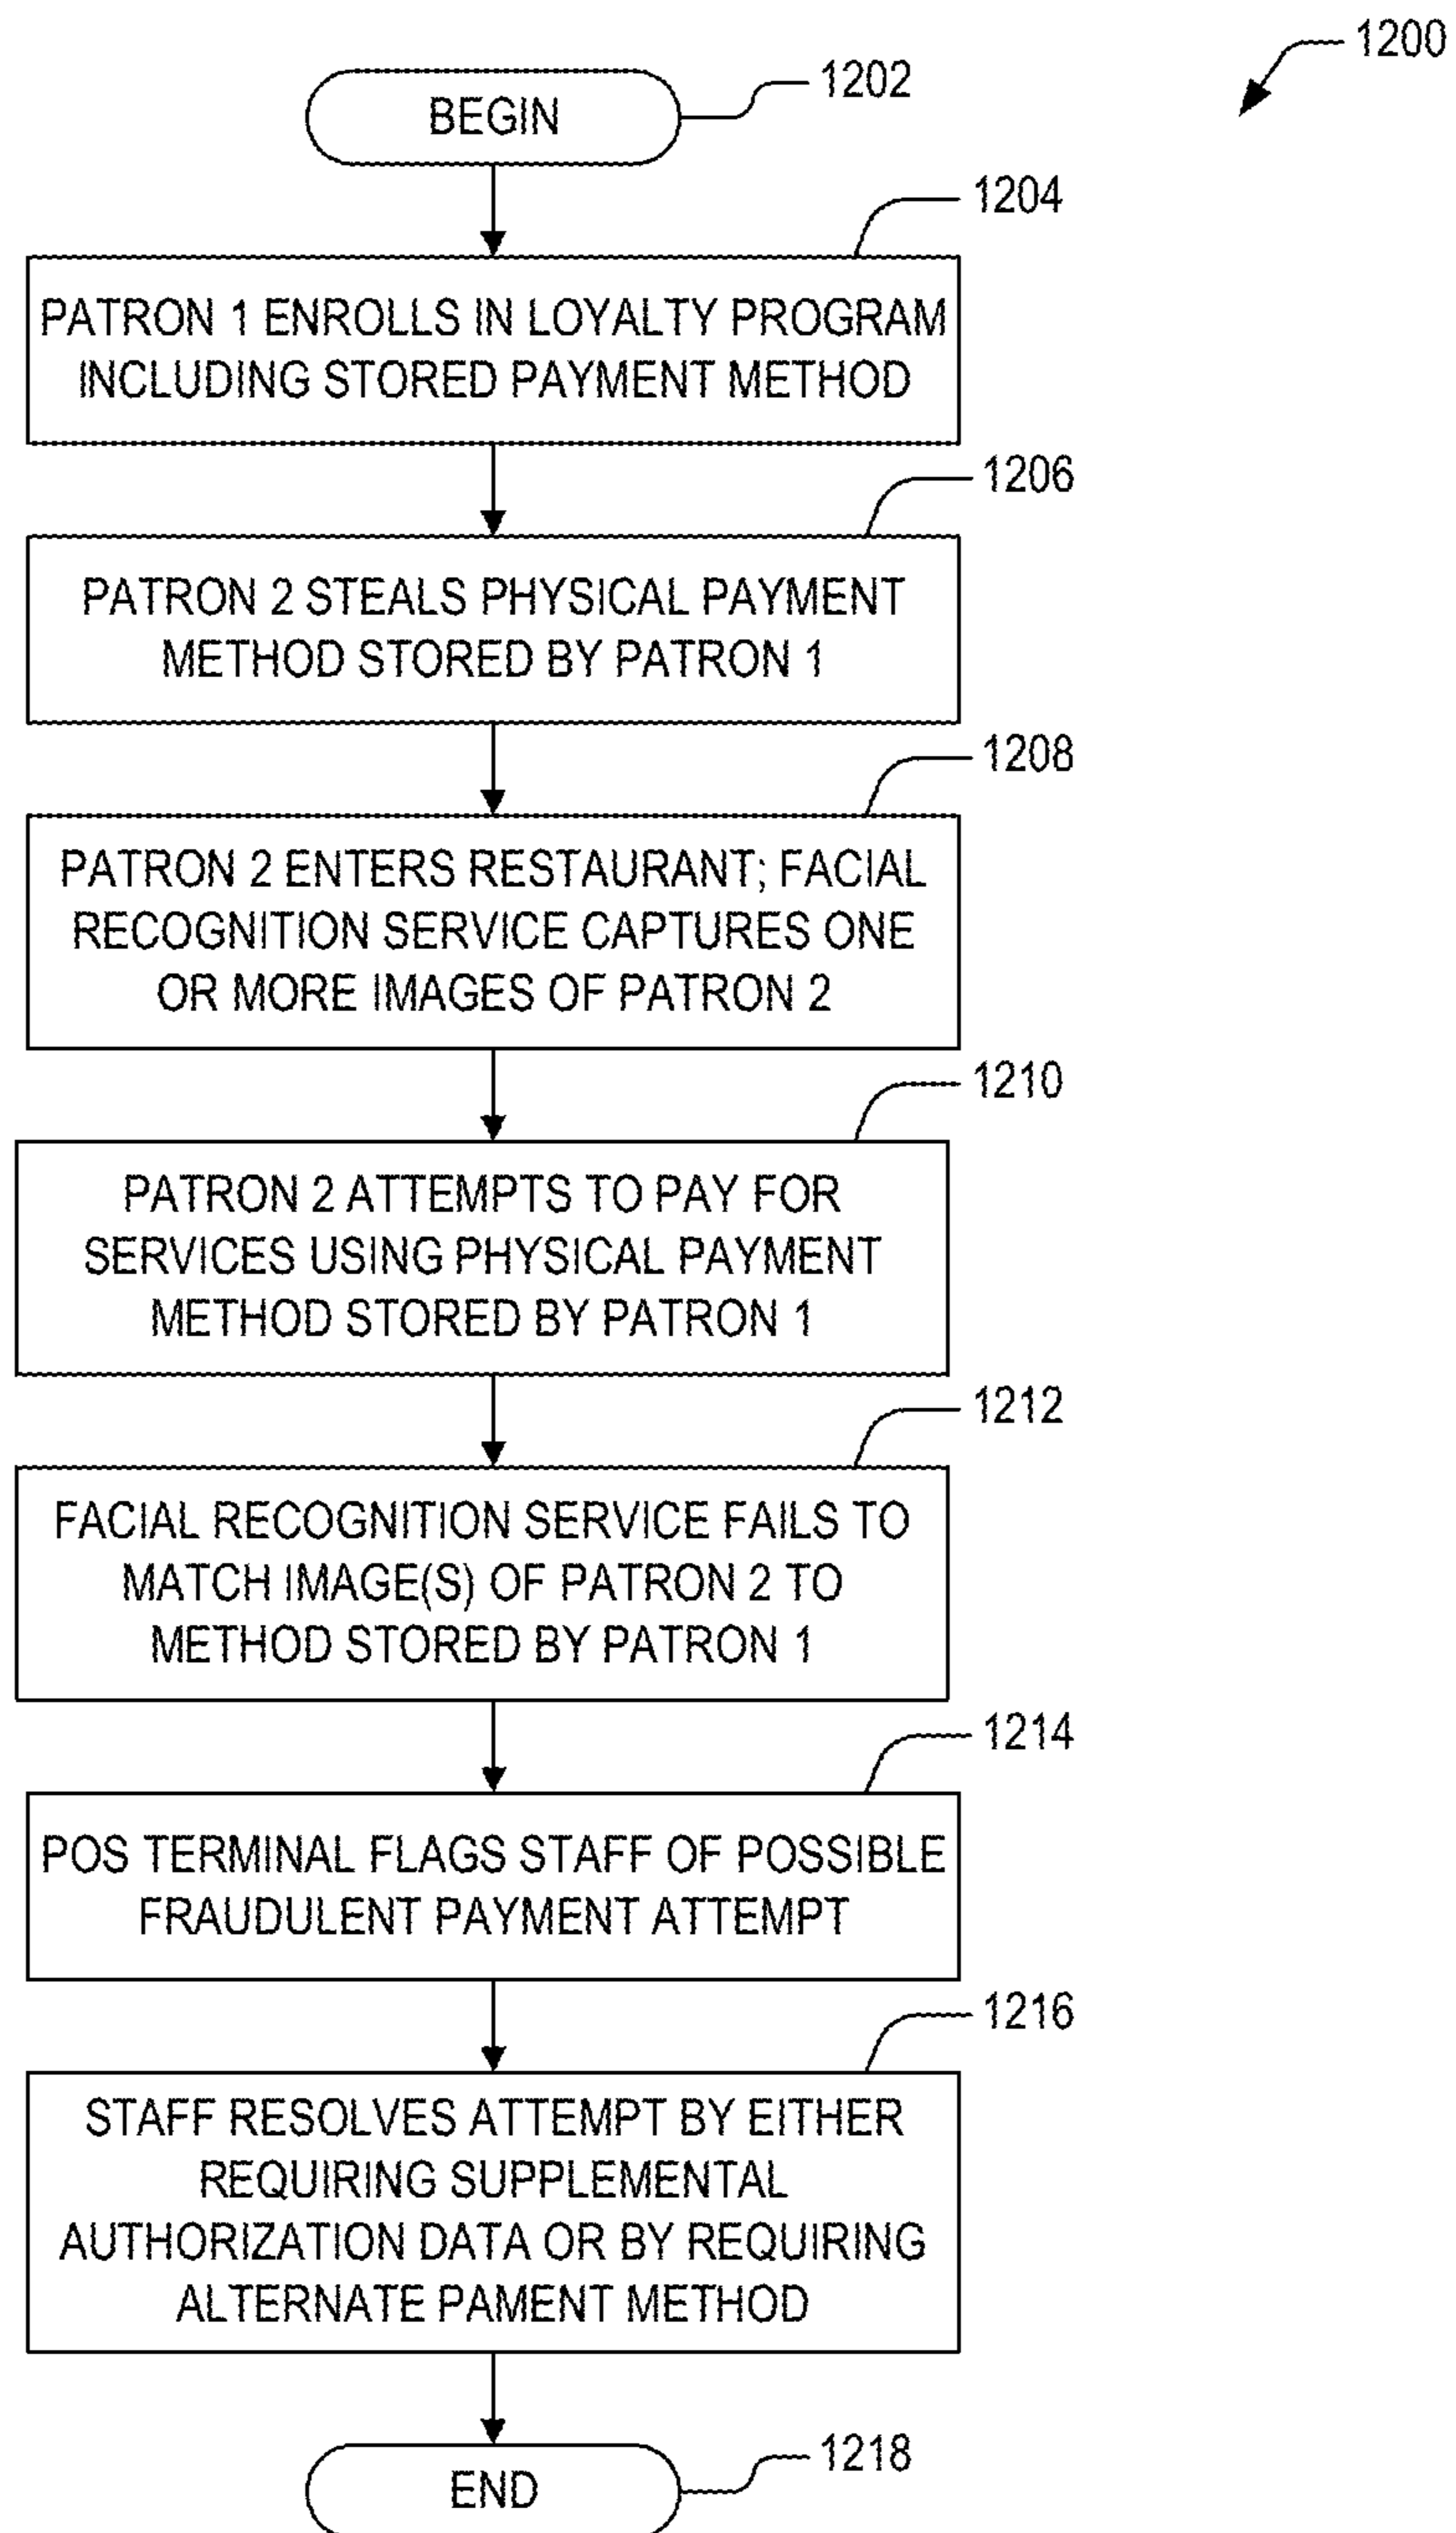 1200
BEGIN
1202
1204
PATRON 1 ENROLLS IN LOYALTY PROGRAM
INCLUDING STORED PAYMENT METHOD
1206
PATRON 2 STEALS PHYSICAL PAYMENT
METHOD STORED BY PATRON 1
1208
PATRON 2 ENTERS RESTAURANT; FACIAL
RECOGNITION SERVICE CAPTURES ONE
OR MORE IMAGES OF PATRON 2
1210
PATRON 2 ATTEMPTS TO PAY FOR
SERVICES USING PHYSICAL PAYMENT
METHOD STORED BY PATRON 1
1212
FACIAL RECOGNITION SERVICE FAILS TO
MATCH IMAGE(S) OF PATRON 2 TO
METHOD STORED BY PATRON 1
1214
POS TERMINAL FLAGS STAFF OF POSSIBLE
FRAUDULENT PAYMENT ATTEMPT
1216
STAFF RESOLVES ATTEMPT BY EITHER
REQUIRING SUPPLEMENTAL
AUTHORIZATION DATA OR BY REQUIRING
ALTERNATE PAMENT METHOD
1218
END